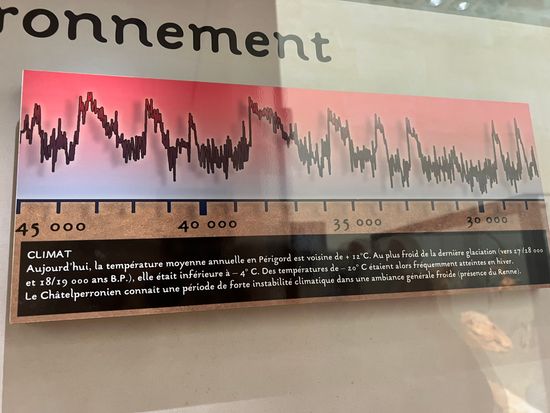 ronnement
45 000 40 000 35 000 30 000
CLIMAT
Aujourd'hui, la température moyenne annuelle en Périgord est voisine de + 12°C. Au plus froid de la dernière glaciation (vers 17/18 000
et 18/19 000 ans B.P.), elle était inférieure à – 4° C. Des températures de – 20° C étaient alors fréquemment atteintes en hiver.
Le Châtelperronien connait une période de forte instabilité climatique dans une ambiance générale froide (présence du Renne).